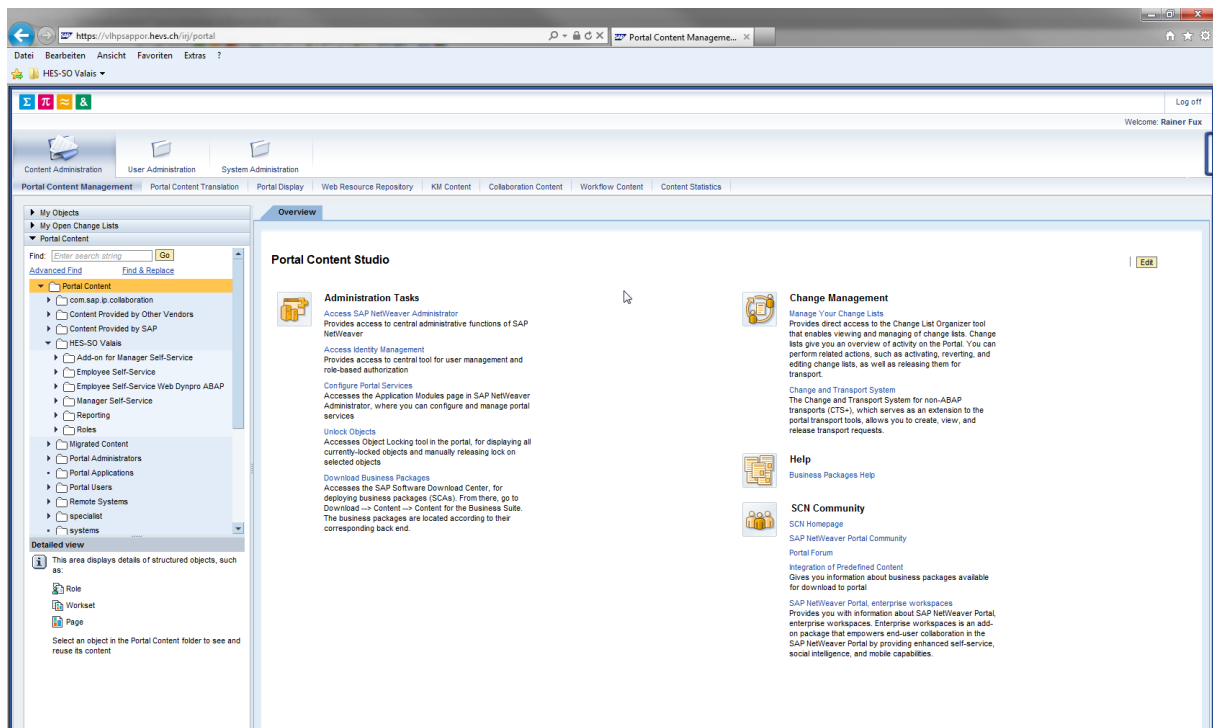 https://vlhpsappor.hevs.ch/irj/portal
Portal Content Manageme...
Datei Bearbeiten Ansicht Favoriten Extras ?
HES-SO Valais
Σ π ≈ &
Log off
Welcome: Rainer Fux
Content Administration User Administration System Administration
Portal Content Management Portal Content Translation Portal Display Web Resource Repository KM Content Collaboration Content Workflow Content Content Statistics
My Objects
My Open Change Lists
Portal Content
Find: Enter search string Go
Advanced Find Find & Replace
Portal Content
com.sap.ip.collaboration
Content Provided by Other Vendors
Content Provided by SAP
HES-SO Valais
Add-on for Manager Self-Service
Employee Self-Service
Employee Self-Service Web Dynpro ABAP
Manager Self-Service
Reporting
Roles
Migrated Content
Portal Administrators
Portal Applications
Portal Users
Remote Systems
specialist
systems
Detailed view
This area displays details of structured objects, such
as:
Role
Workset
Page
Select an object in the Portal Content folder to see and
reuse its content
Overview
Portal Content Studio
Edit
Administration Tasks
Access SAP NetWeaver Administrator
Provides access to central administrative functions of SAP
NetWeaver
Access Identity Management
Provides access to central tool for user management and
role-based authorization
Configure Portal Services
Accesses the Application Modules page in SAP NetWeaver
Administrator, where you can configure and manage portal
services
Unlock Objects
Accesses Object Locking tool in the portal, for displaying all
currently-locked objects and manually releasing lock on
selected objects
Download Business Packages
Accesses the SAP Software Download Center, for
deploying business packages (SCAs). From there, go to
Download --> Content --> Content for the Business Suite.
The business packages are located according to their
corresponding back end.
Change Management
Manage Your Change Lists
Provides direct access to the Change List Organizer tool
that enables viewing and managing of change lists. Change
lists give you an overview of activity on the Portal. You can
perform related actions, such as activating, reverting, and
editing change lists, as well as releasing them for
transport.
Change and Transport System
The Change and Transport System for non-ABAP
transports (CTS+), which serves as an extension to the
portal transport tools, allows you to create, view, and
release transport requests.
Help
Business Packages Help
SCN Community
SCN Homepage
SAP NetWeaver Portal Community
Portal Forum
Integration of Predefined Content
Gives you information about business packages available
for download to portal
SAP NetWeaver Portal, enterprise workspaces
Provides you with information about SAP NetWeaver Portal,
enterprise workspaces. Enterprise workspaces is an add-
on package that empowers end-user collaboration in the
SAP NetWeaver Portal by providing enhanced self-service,
social intelligence, and mobile capabilities.